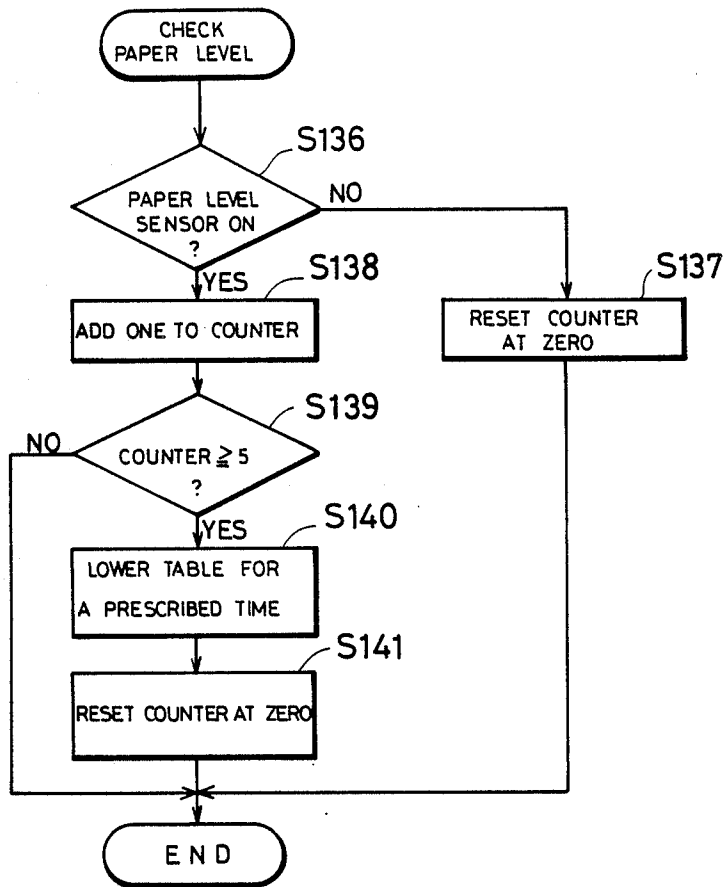 CHECK
PAPER LEVEL
S136
PAPER LEVEL
SENSOR ON
?
NO
YES
S138
ADD ONE TO COUNTER
S137
RESET COUNTER
AT ZERO
S139
COUNTER ≧ 5
?
NO
YES
S140
LOWER TABLE FOR
A PRESCRIBED TIME
S141
RESET COUNTER AT ZERO
END